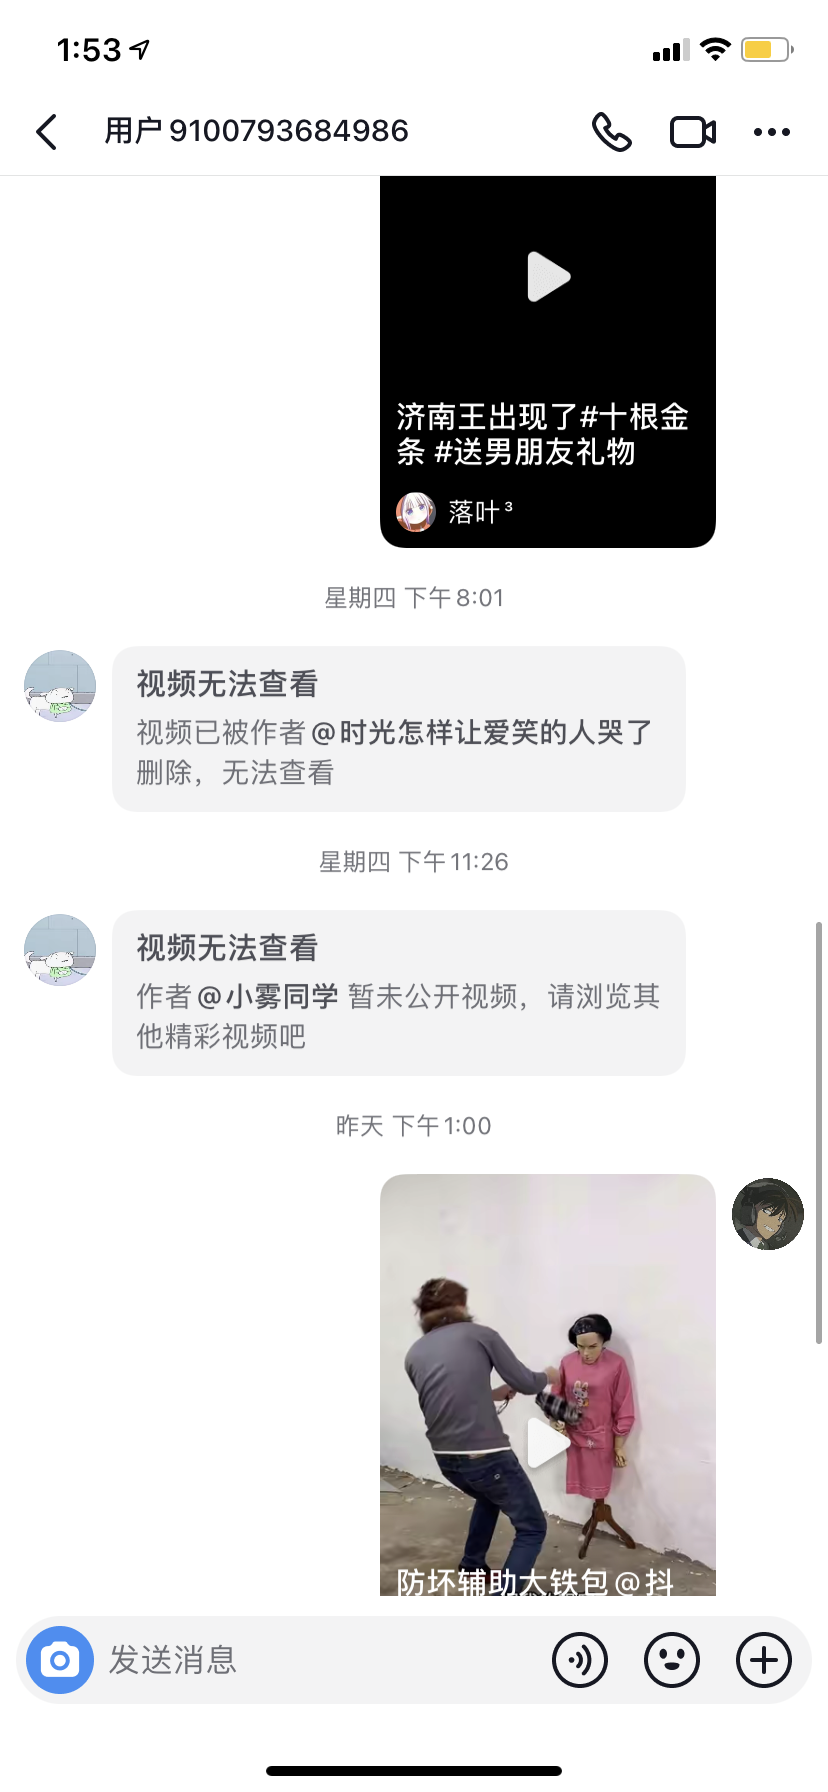 1:53
用户9100793684986
济南王出现了#十根金
条 #送男朋友礼物
落叶³
星期四 下午8:01
视频无法查看
视频已被作者@时光怎样让爱笑的人哭了
删除，无法查看
星期四 下午11:26
视频无法查看
作者@小雾同学 暂未公开视频，请浏览其
他精彩视频吧
昨天 下午1:00
防坏辅助大铁包@抖
发送消息